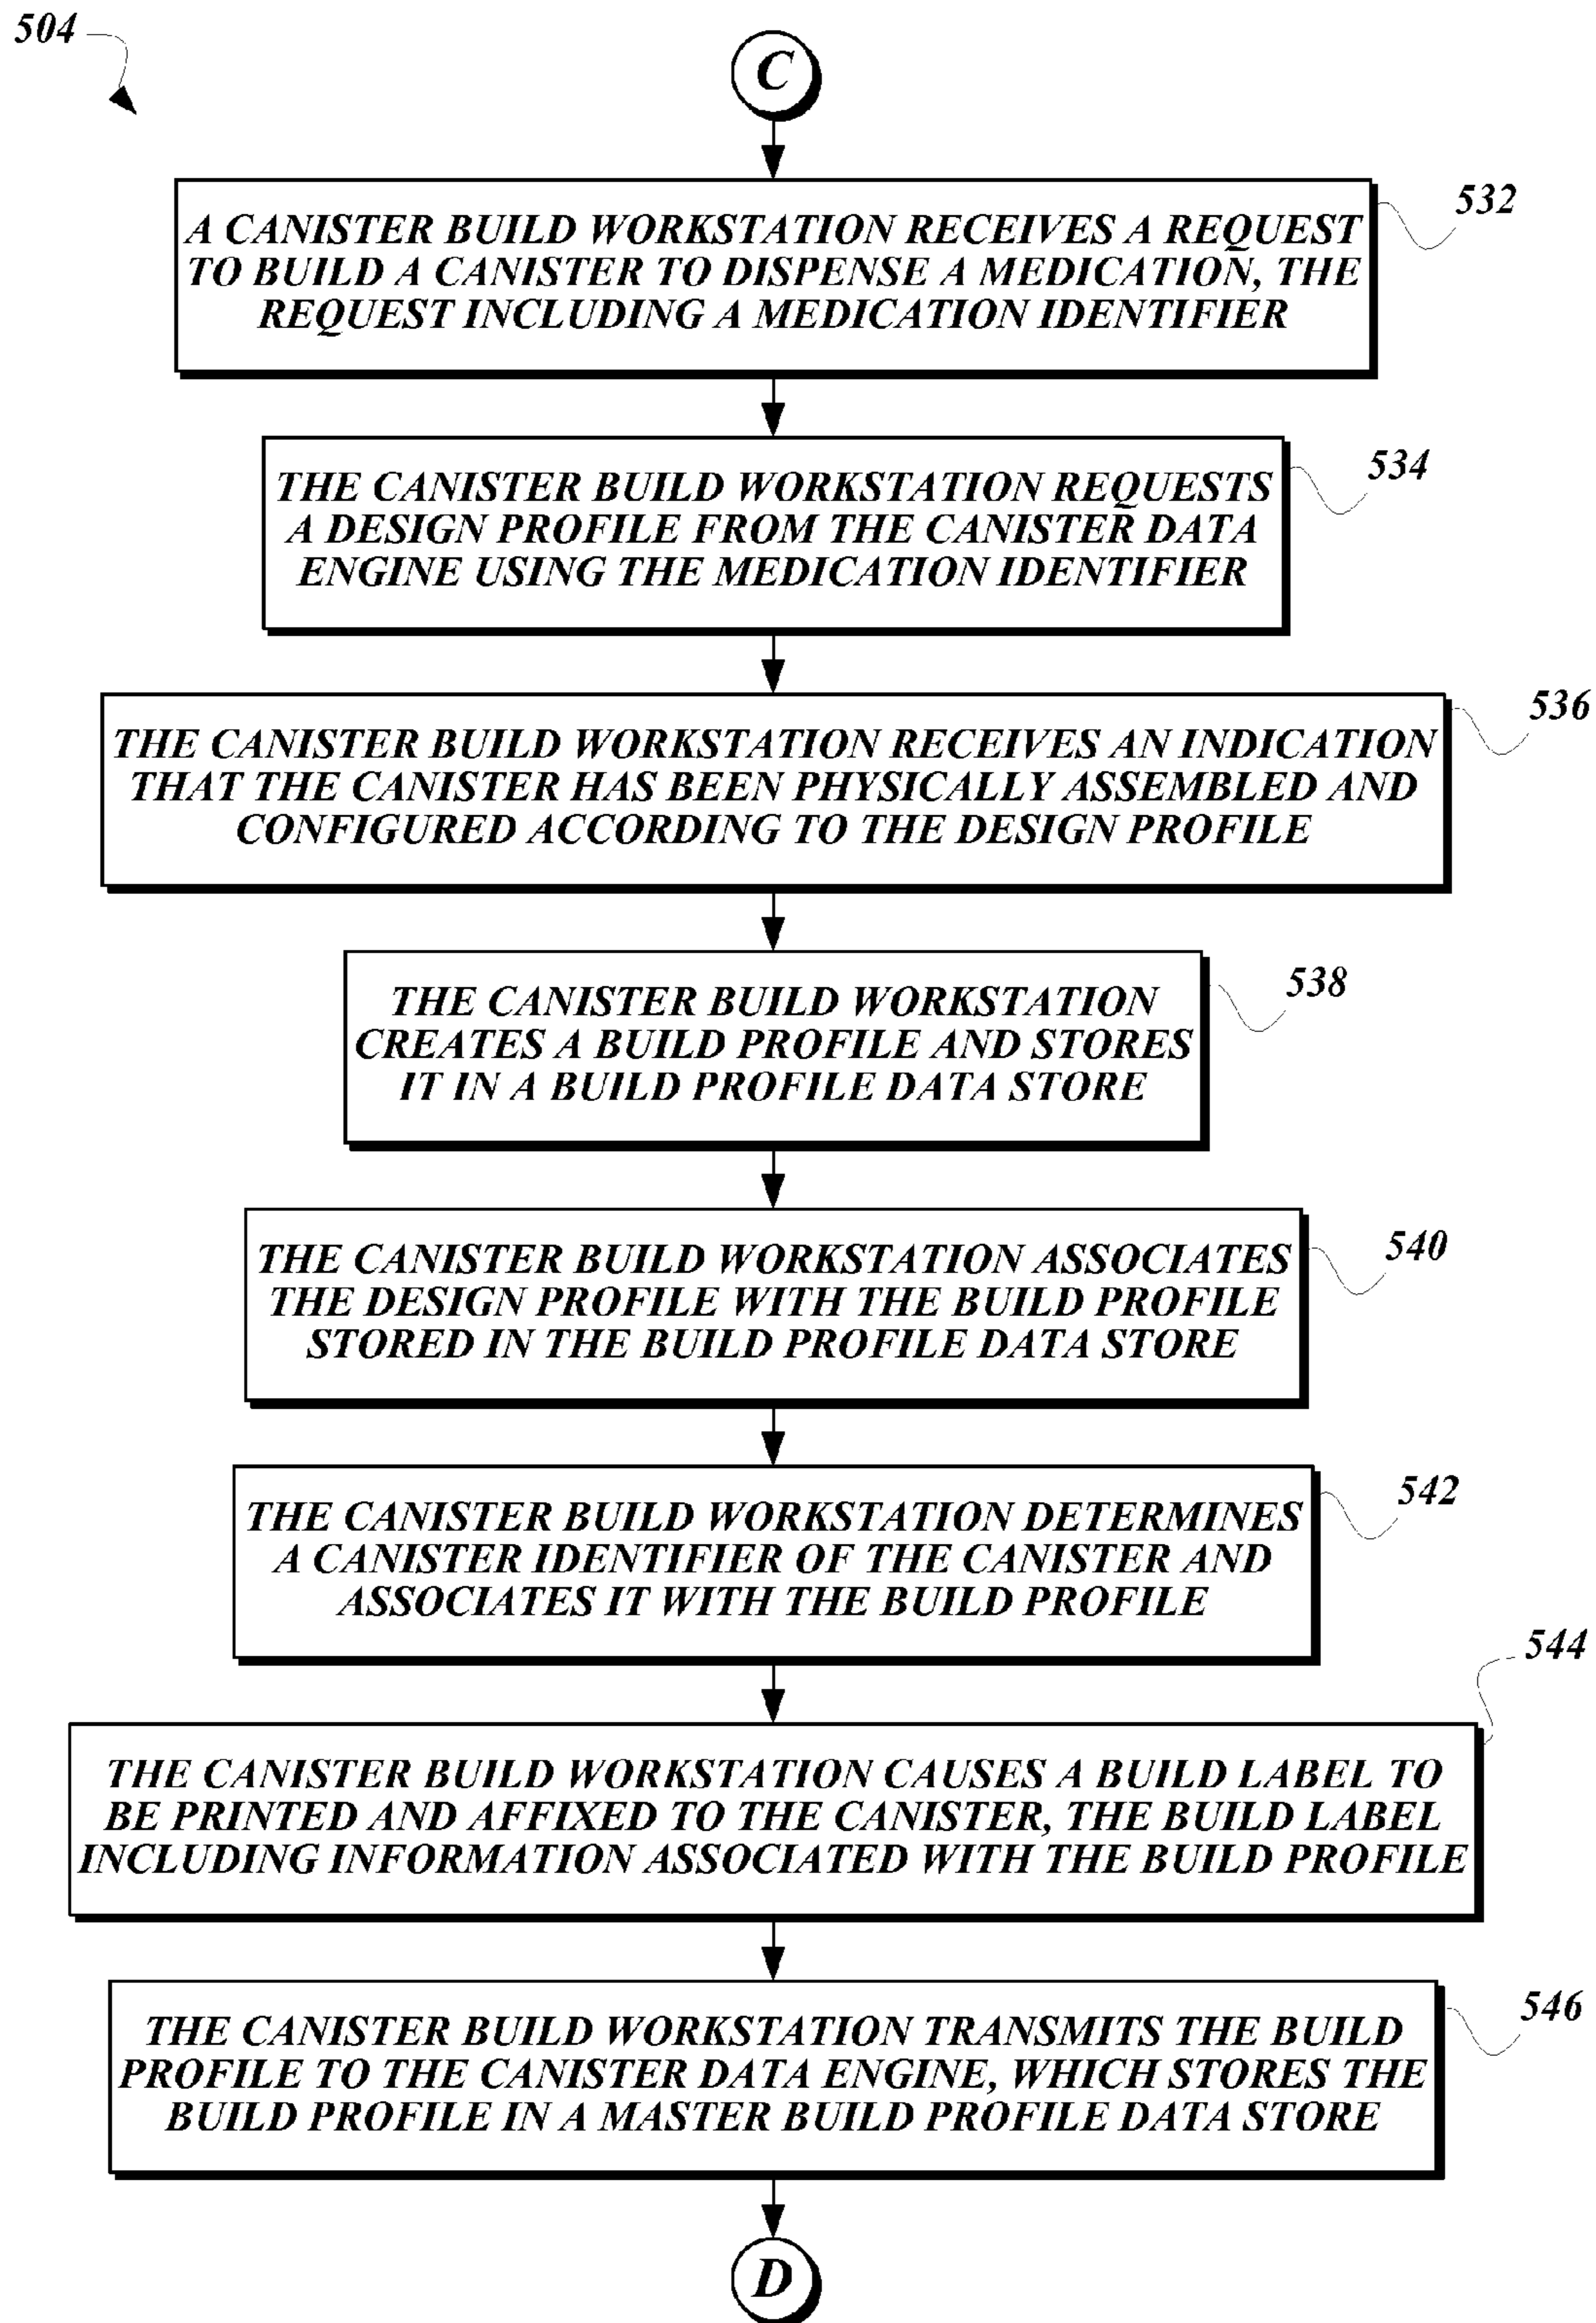 504
C
532
A CANISTER BUILD WORKSTATION RECEIVES A REQUEST
TO BUILD A CANISTER TO DISPENSE A MEDICATION, THE
REQUEST INCLUDING A MEDICATION IDENTIFIER
534
THE CANISTER BUILD WORKSTATION REQUESTS
A DESIGN PROFILE FROM THE CANISTER DATA
ENGINE USING THE MEDICATION IDENTIFIER
536
THE CANISTER BUILD WORKSTATION RECEIVES AN INDICATION
THAT THE CANISTER HAS BEEN PHYSICALLY ASSEMBLED AND
CONFIGURED ACCORDING TO THE DESIGN PROFILE
538
THE CANISTER BUILD WORKSTATION
CREATES A BUILD PROFILE AND STORES
IT IN A BUILD PROFILE DATA STORE
540
THE CANISTER BUILD WORKSTATION ASSOCIATES
THE DESIGN PROFILE WITH THE BUILD PROFILE
STORED IN THE BUILD PROFILE DATA STORE
542
THE CANISTER BUILD WORKSTATION DETERMINES
A CANISTER IDENTIFIER OF THE CANISTER AND
ASSOCIATES IT WITH THE BUILD PROFILE
544
THE CANISTER BUILD WORKSTATION CAUSES A BUILD LABEL TO
BE PRINTED AND AFFIXED TO THE CANISTER, THE BUILD LABEL
INCLUDING INFORMATION ASSOCIATED WITH THE BUILD PROFILE
546
THE CANISTER BUILD WORKSTATION TRANSMITS THE BUILD
PROFILE TO THE CANISTER DATA ENGINE, WHICH STORES THE
BUILD PROFILE IN A MASTER BUILD PROFILE DATA STORE
D